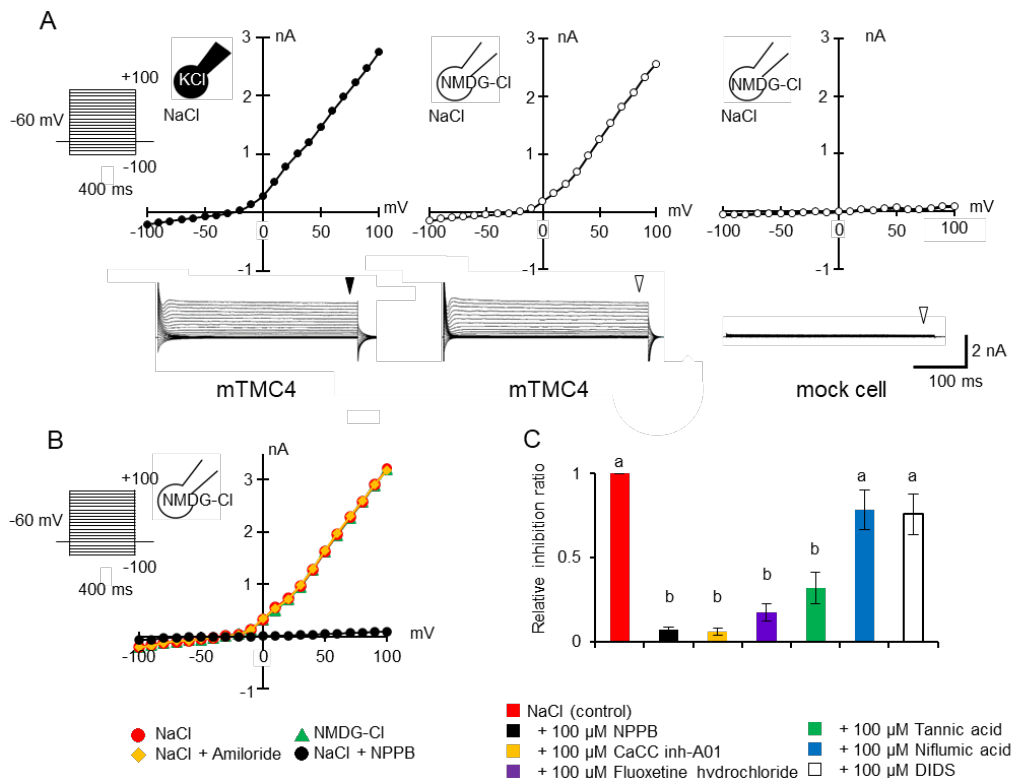 A
+100
-60 mV
-100
400 ms
KCl
NaCl
nA
3
2
1
-1
mV
-100
-50
0
50
100
NMDG-Cl
NaCl
nA
3
2
1
-1
mV
-100
-50
0
50
100
NMDG-Cl
NaCl
nA
3
2
1
-1
mV
-100
-50
0
50
100
mTMC4
mTMC4
mock cell
2 nA
100 ms
B
+100
-60 mV
-100
400 ms
NMDG-Cl
nA
3
2
1
-1
mV
-100
-50
0
50
100
NaCl
NMDG-Cl
NaCl + Amiloride
NaCl + NPPB
C
Relative inhibition ratio
1
0.5
0
a
b
b
b
b
a
a
NaCl (control)
+ 100 µM NPPB
+ 100 µM CaCC inh-A01
+ 100 µM Fluoxetine hydrochloride
+ 100 µM Tannic acid
+ 100 µM Niflumic acid
+ 100 µM DIDS